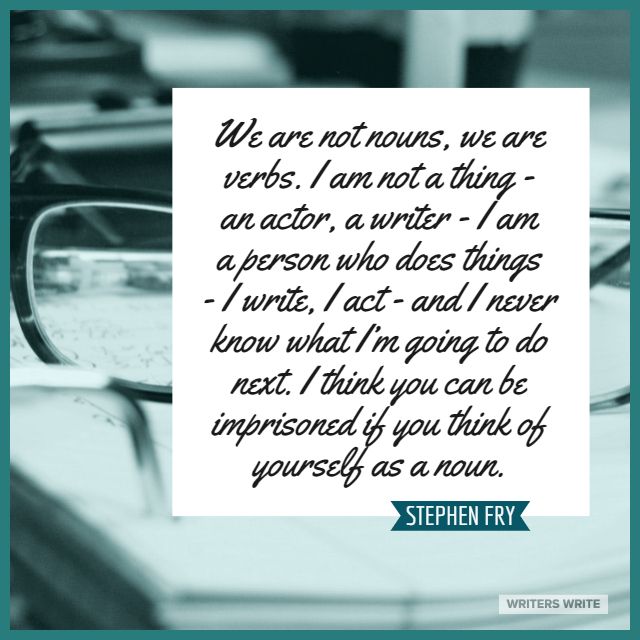 We are not nouns, we are
verbs. I am not a thing -
an actor, a writer - I am
a person who does things
- I write, I act - and I never
know what I'm going to do
next. I think you can be
imprisoned if you think of
yourself as a noun.
STEPHEN FRY
WRITERS WRITE